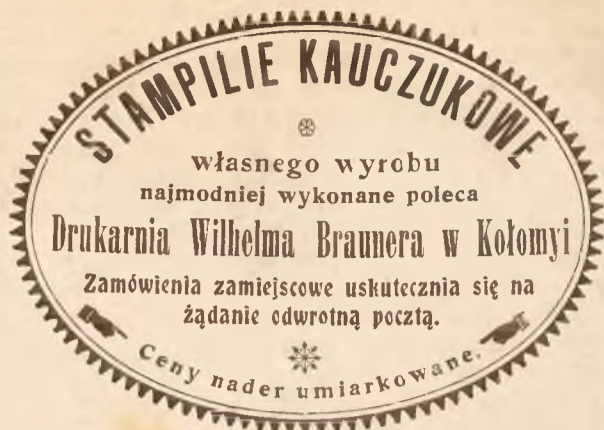 STAMPILIE KAUCZUKOWE
własnego wyrobu
najmodniej wykonane poleca
Drukarnia Wilhelma Braunera w Kołomyi
Zamówienia zamiejscowe uskutecznia się na
żądanie odwrotną pocztą.
Ceny nader umiarkowane.